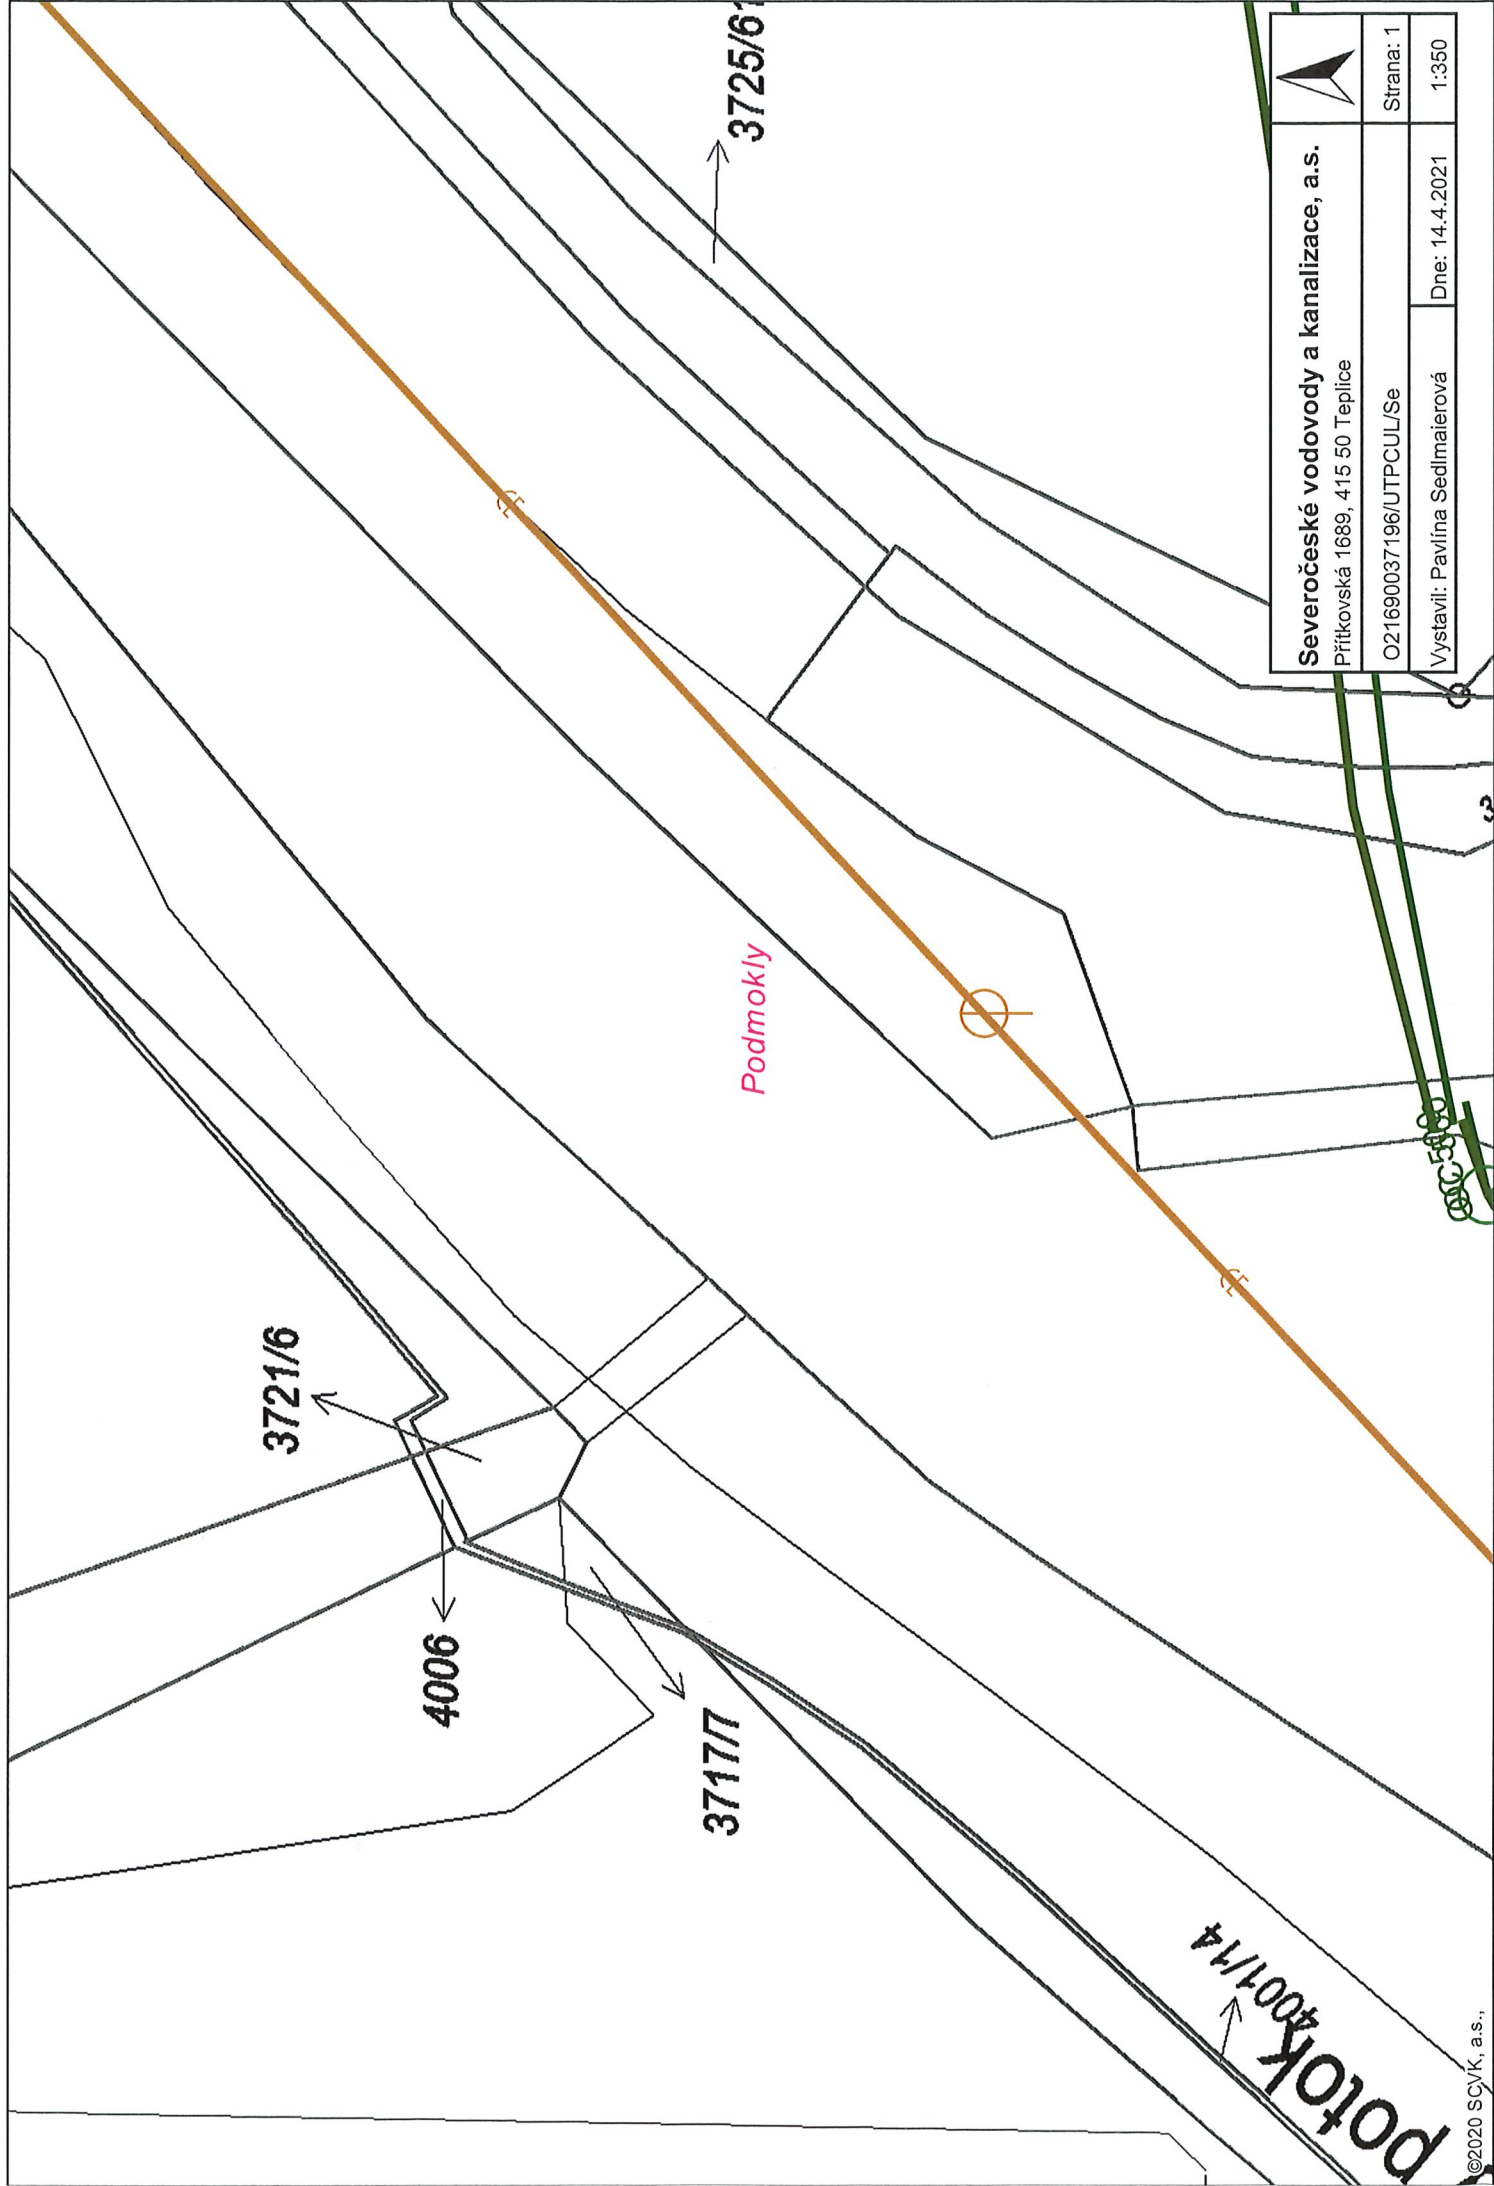 3721/6
4006
3717/7
Podmokly
3725/61
potok
4001/14
©2020 SCVK, a.s.,
Severočeské vodovody a kanalizace, a.s.
Přítkovská 1689, 415 50 Teplice
O21690037196/UTPCUL/Se
Strana: 1
Vystavil: Pavlína Sedlmaierová
Dne: 14.4.2021
1:350